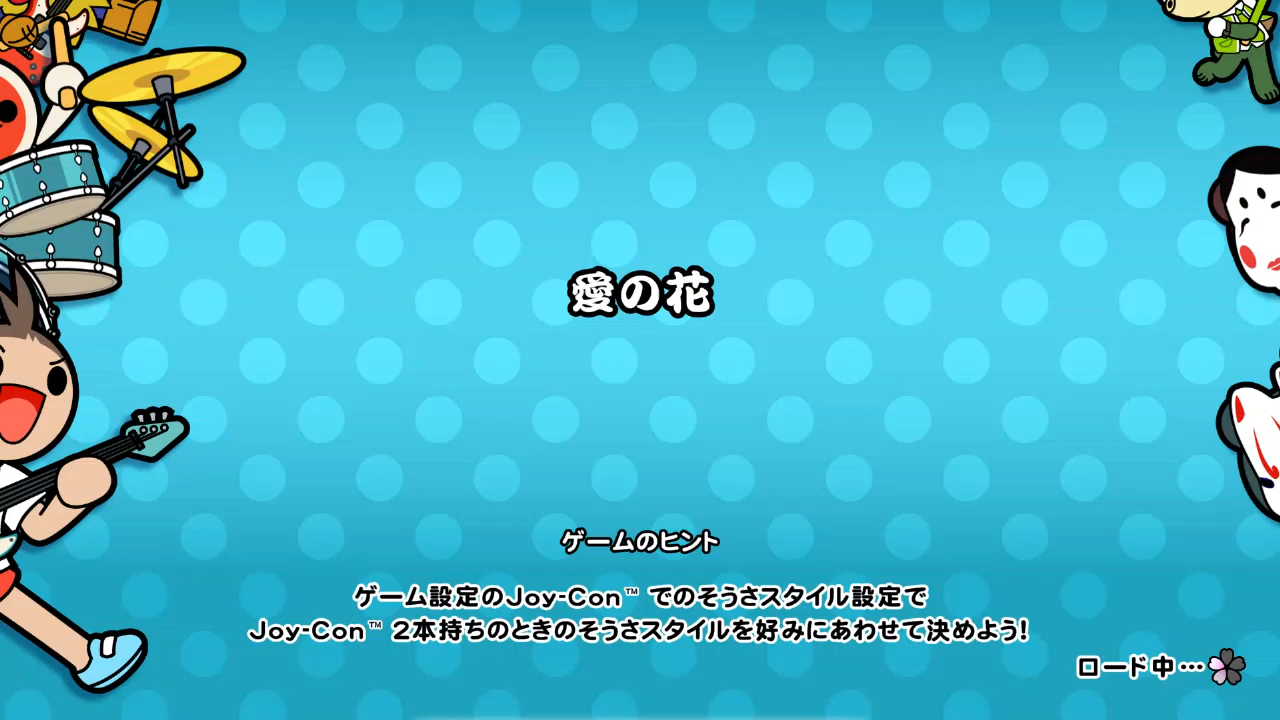 愛の花
ゲームのヒント
ゲーム設定のJoy-Con™ でのそうさスタイル設定で
Joy-Con™ 2本持ちのときのそうさスタイルを好みにあわせて決めよう!
ロード中…